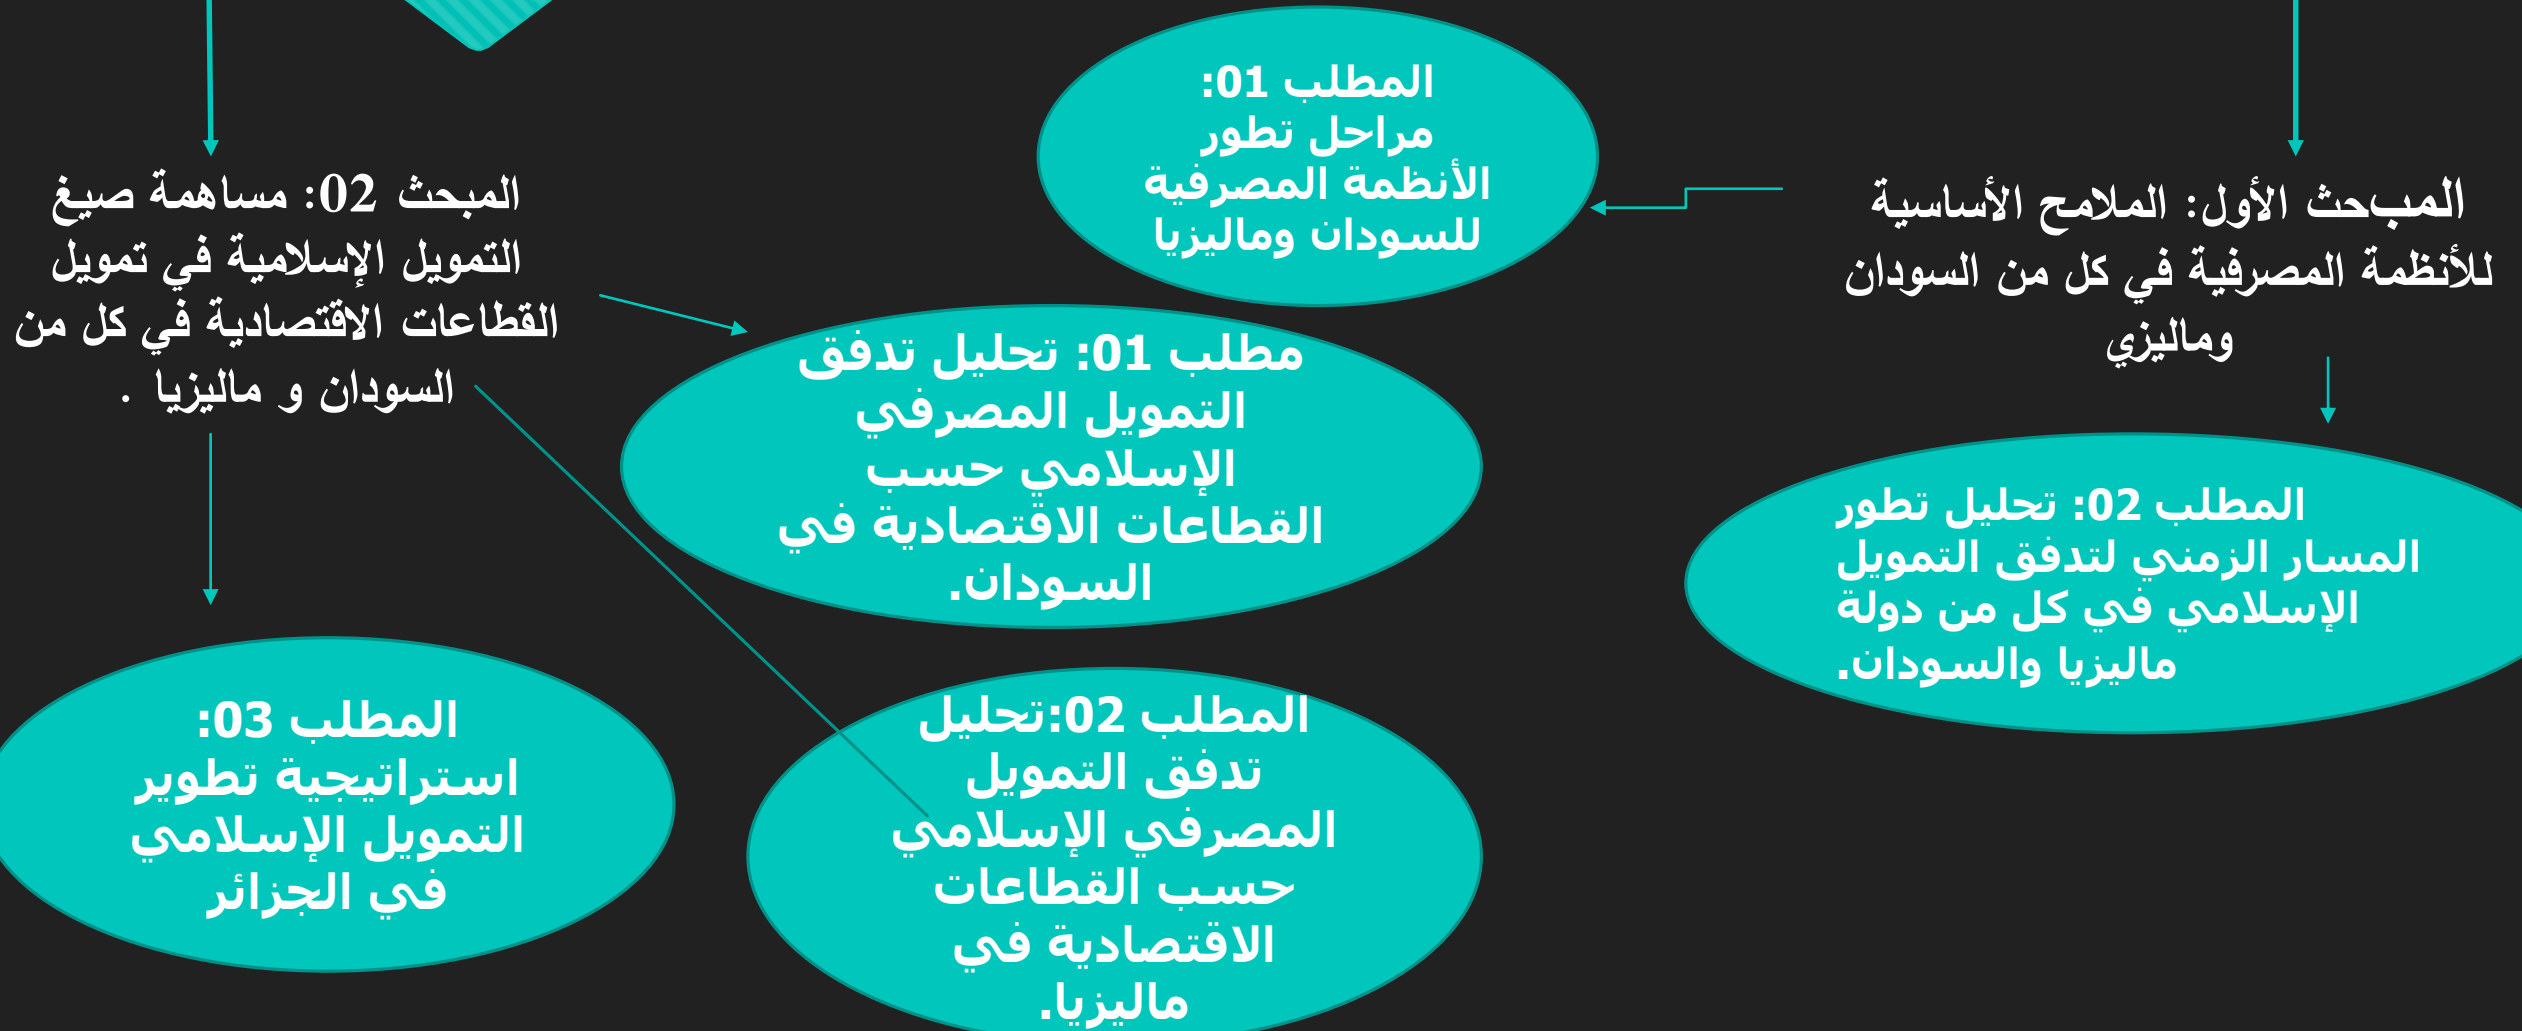 المبحث الأول: الملامح الأساسية
للأنظمة المصرفية في كل من السودان
وماليزي
المطلب 01:
مراحل تطور
الأنظمة المصرفية
للسودان وماليزيا
المطلب 02: تحليل تطور
المسار الزمني لتدفق التمويل
الإسلامي في كل من دولة
ماليزيا والسودان.
المبحث 02: مساهمة صيغ
التمويل الإسلامية في تمويل
القطاعات الاقتصادية في كل من
السودان و ماليزيا .
مطلب 01: تحليل تدفق
التمويل المصرفي
الإسلامي حسب
القطاعات الاقتصادية في
السودان.
المطلب 02:تحليل
تدفق التمويل
المصرفي الإسلامي
حسب القطاعات
الاقتصادية في
ماليزيا.
المطلب 03:
استراتيجية تطوير
التمويل الإسلامي
في الجزائر